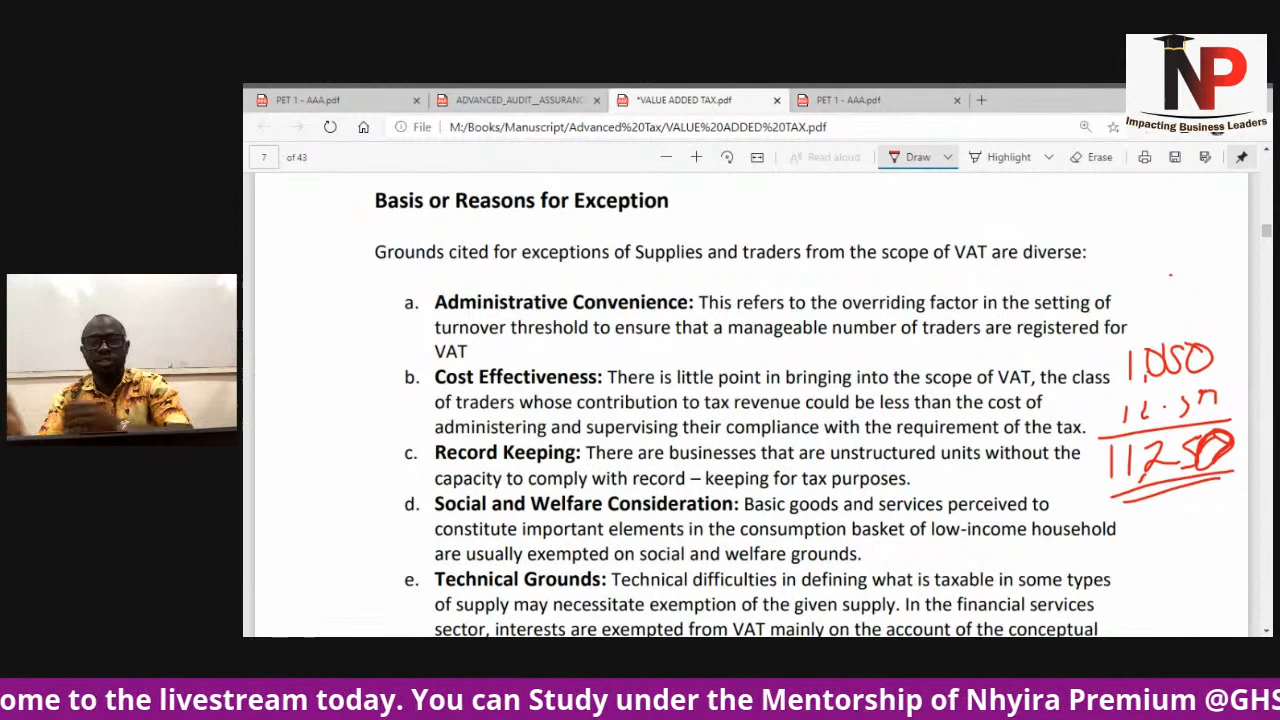 NP
Impacting Business Leaders
PET 1 - AAA.pdf
ADVANCED_AUDIT__ASSURANC
*VALUE ADDED TAX.pdf
PET 1 - AAA.pdf
File M:/Books/Manuscript/Advanced%20Tax/VALUE%20ADDED%20TAX.pdf
7 of 43
Read aloud
Draw
Highlight
Erase
Basis or Reasons for Exception
Grounds cited for exceptions of Supplies and traders from the scope of VAT are diverse:
a. Administrative Convenience: This refers to the overriding factor in the setting of
turnover threshold to ensure that a manageable number of traders are registered for
VAT
b. Cost Effectiveness: There is little point in bringing into the scope of VAT, the class
of traders whose contribution to tax revenue could be less than the cost of
administering and supervising their compliance with the requirement of the tax.
c. Record Keeping: There are businesses that are unstructured units without the
capacity to comply with record – keeping for tax purposes.
d. Social and Welfare Consideration: Basic goods and services perceived to
constitute important elements in the consumption basket of low-income household
are usually exempted on social and welfare grounds.
e. Technical Grounds: Technical difficulties in defining what is taxable in some types
of supply may necessitate exemption of the given supply. In the financial services
sector, interests are exempted from VAT mainly on the account of the conceptual
1,050
11,250
ome to the livestream today. You can Study under the Mentorship of Nhyira Premium @GHS